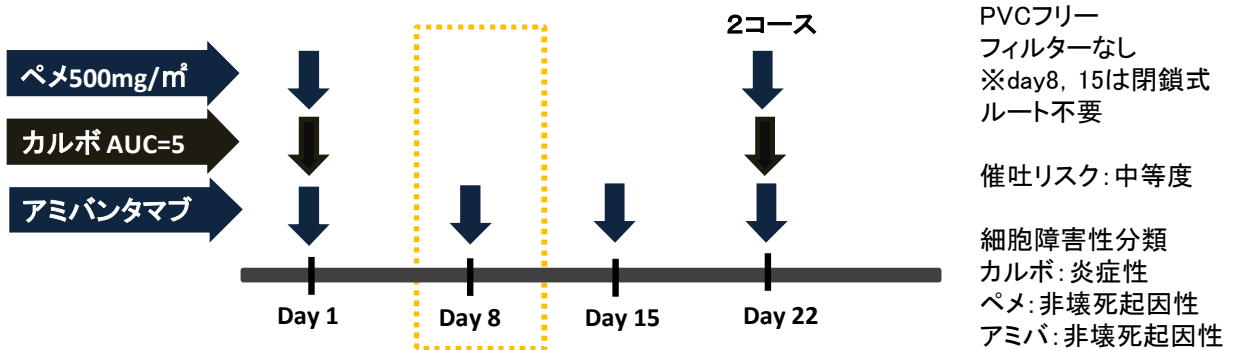 2コース
ペメ500mg/㎡
カルボ AUC=5
アミバンタマブ
Day 1
Day 8
Day 15
Day 22
PVCフリー
フィルターなし
※day8, 15は閉鎖式
ルート不要
催吐リスク：中等度
細胞障害性分類
カルボ：炎症性
ペメ：非壊死起因性
アミバ：非壊死起因性